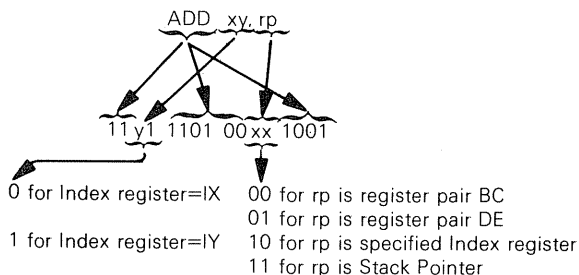 ADD xy, rp
11y1 1101 00xx1001
0 for Index register=IX
1 for Index register=IY
00 for rp is register pair BC
01 for rp is register pair DE
10 for rp is specified Index register
11 for rp is Stack Pointer